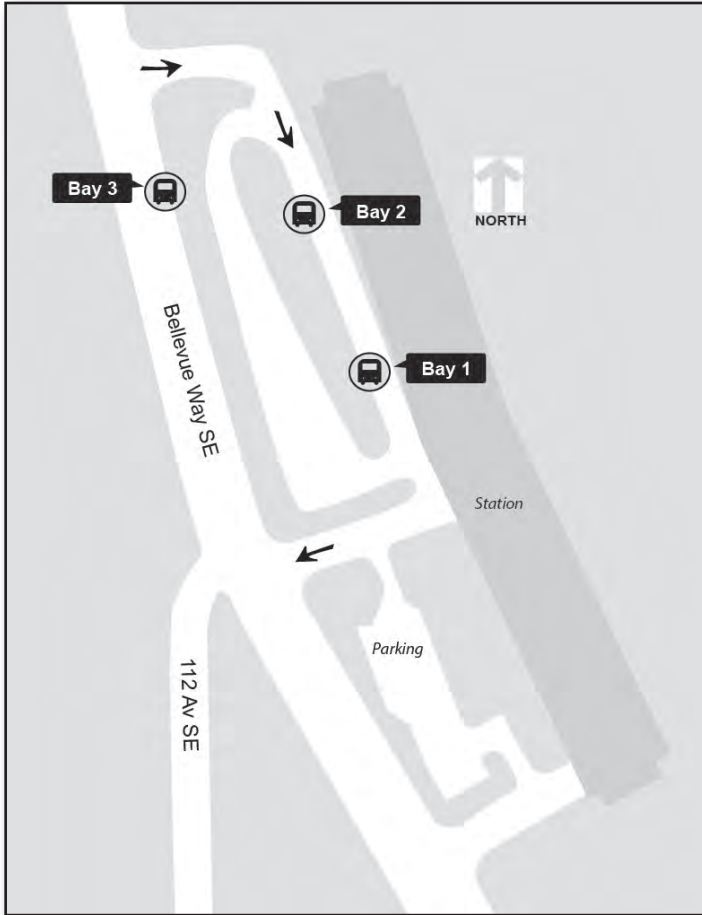 Bay 3
Bay 2
NORTH
Bellevue Way SE
Bay 1
Station
Parking
112 Av SE